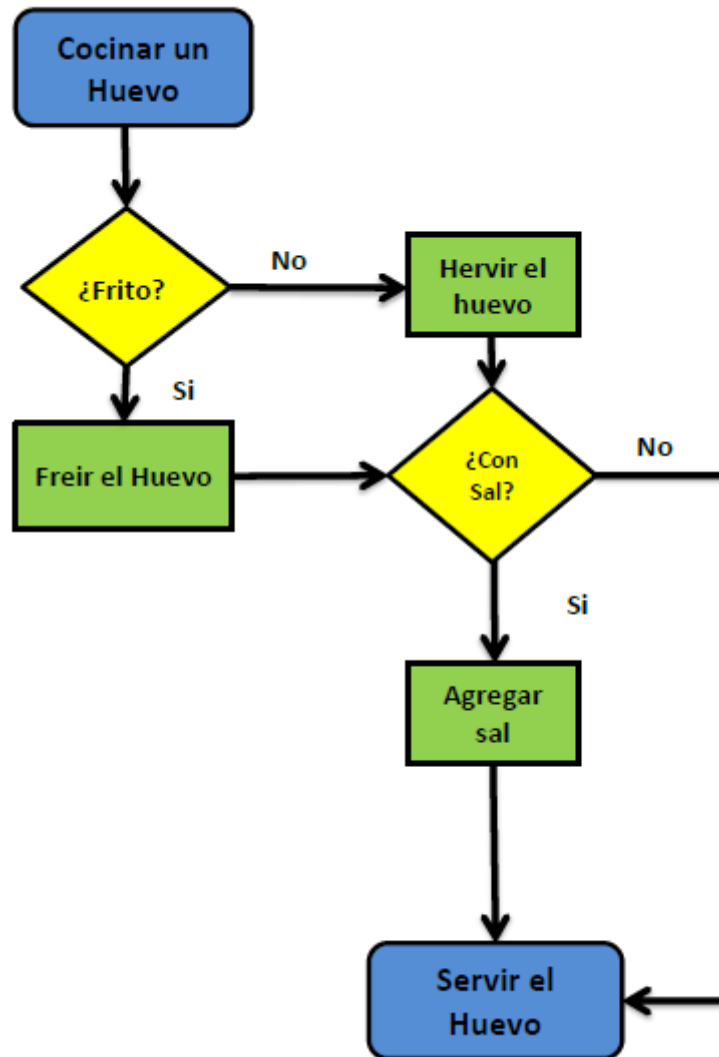 Cocinar un
Huevo
¿Frito?
No
Hervir el
huevo
Si
Freir el Huevo
¿Con
Sal?
No
Si
Agregar
sal
Servir el
Huevo